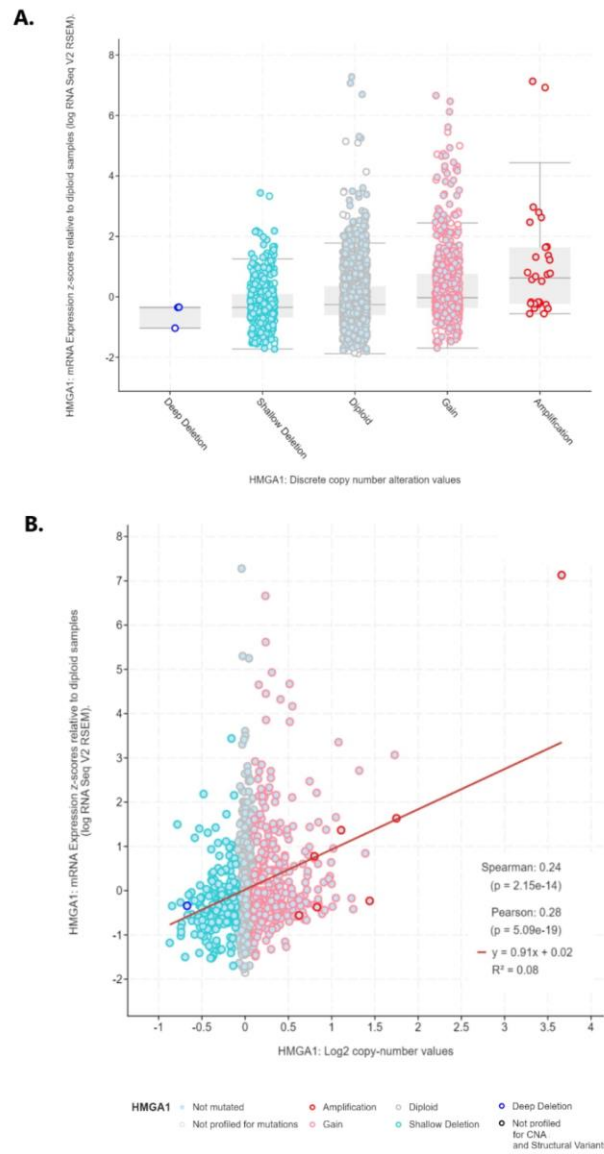 A.
HMGA1: mRNA Expression z-scores relative to diploid samples (log RNA Seq V2 RSEM).
8
6
4
2
0
-2
Deep Deletion
Shallow Deletion
Diploid
Gain
Amplification
HMGA1: Discrete copy number alteration values
B.
HMGA1: mRNA Expression z-scores relative to diploid samples
(log RNA Seq V2 RSEM).
8
7
6
5
4
3
2
1
0
-1
-2
Spearman: 0.24
(p = 2.15e-14)
Pearson: 0.28
(p = 5.09e-19)
y = 0.91x + 0.02
R² = 0.08
-1 -0.5 0 0.5 1 1.5 2 2.5 3 3.5 4
HMGA1: Log2 copy-number values
HMGA1 Not mutated Amplification Diploid Deep Deletion
Not profiled for mutations Gain Shallow Deletion Not profiled
for CNA
and Structural Variants